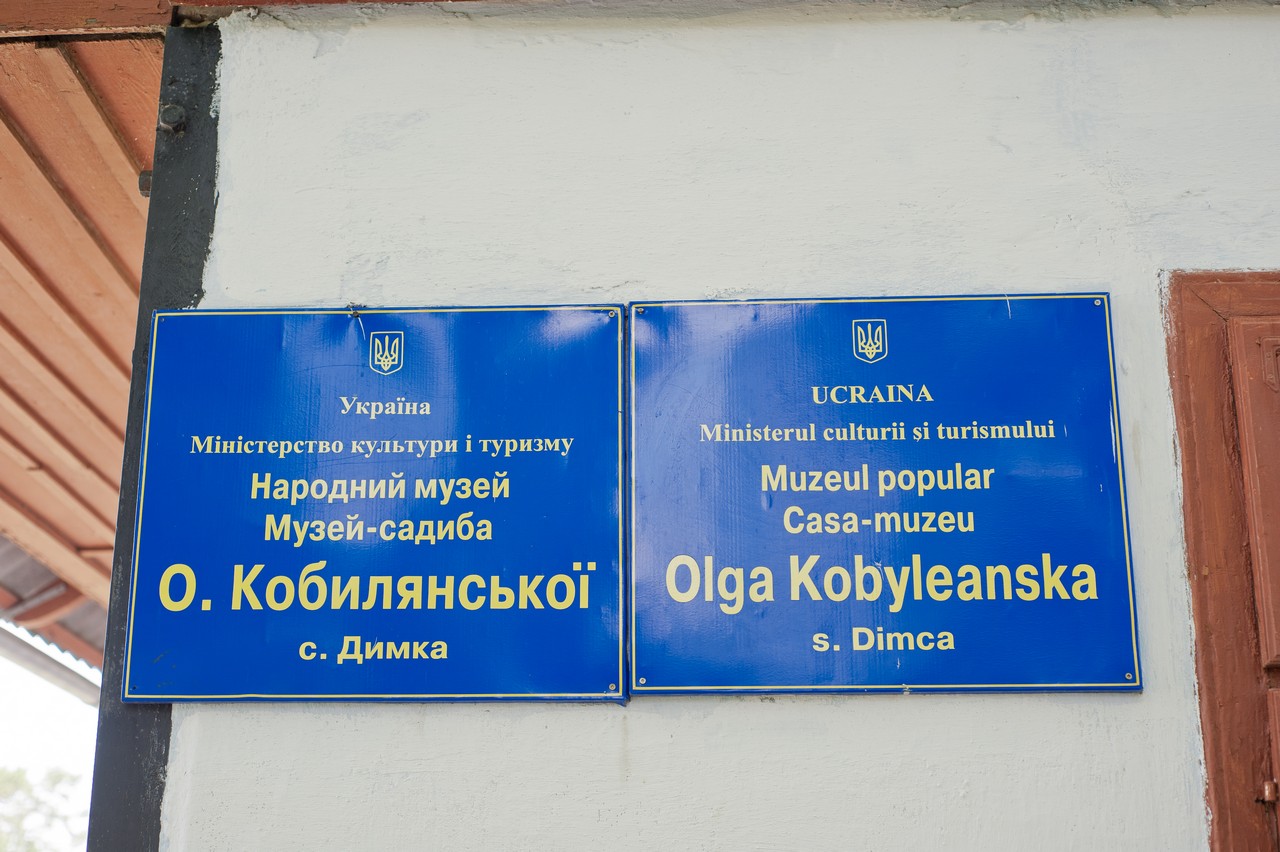 Україна
Міністерство культури і туризму
Народний музей
Музей-садиба
О. Кобилянської
с. Димка
UCRAINA
Ministerul culturii și turismului
Muzeul popular
Casa-muzeu
Olga Kobyleanska
s. Dimca